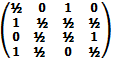 ½ 0 1 0
1 ½ ½ ½
0 ½ ½ 1
1 ½ 0 ½